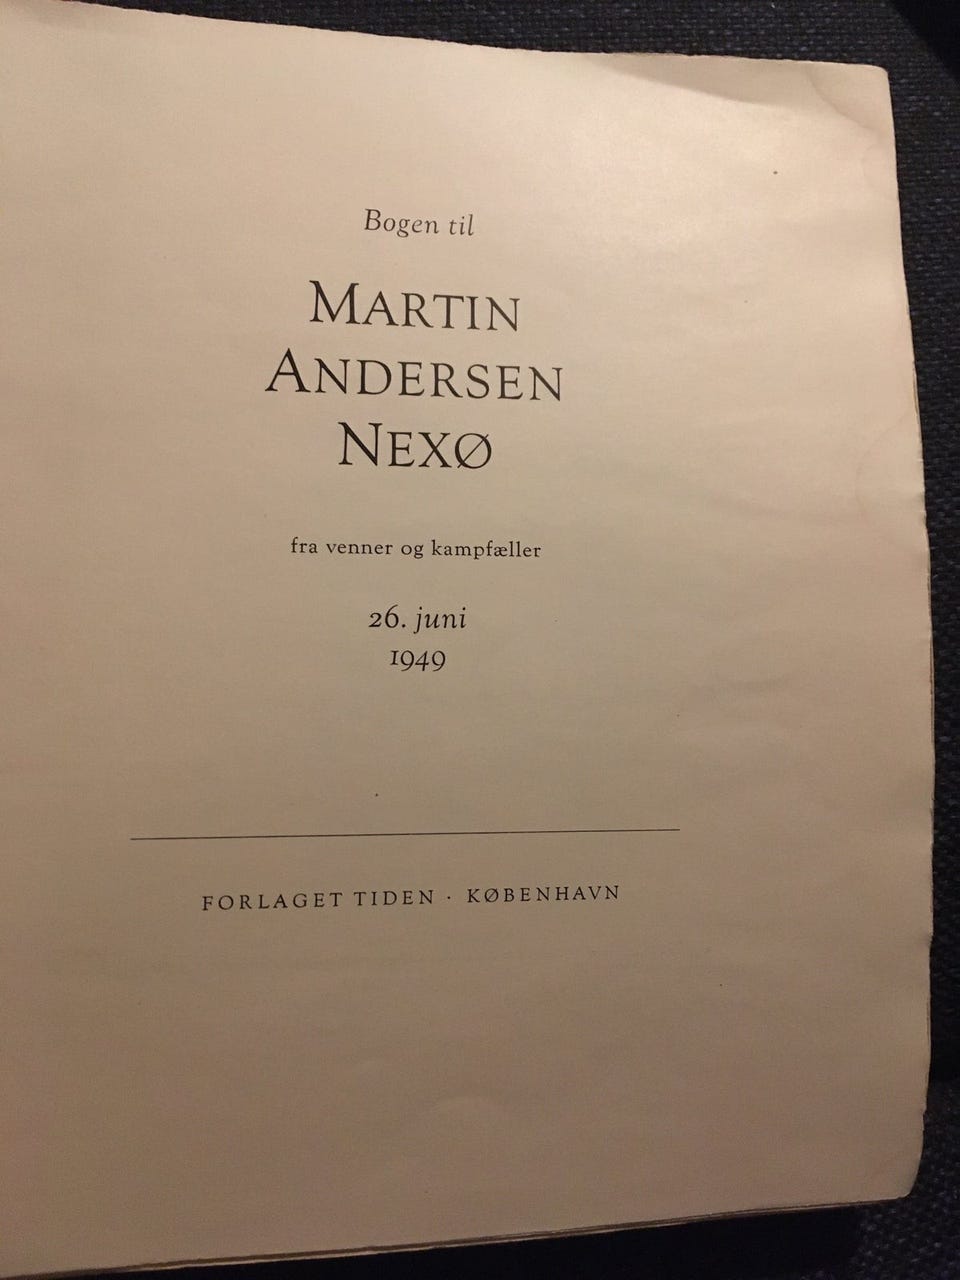 Bogen til
MARTIN
ANDERSEN
NEXØ
fra venner og kampfæller
26. juni
1949
FORLAGET TIDEN · KØBENHAVN